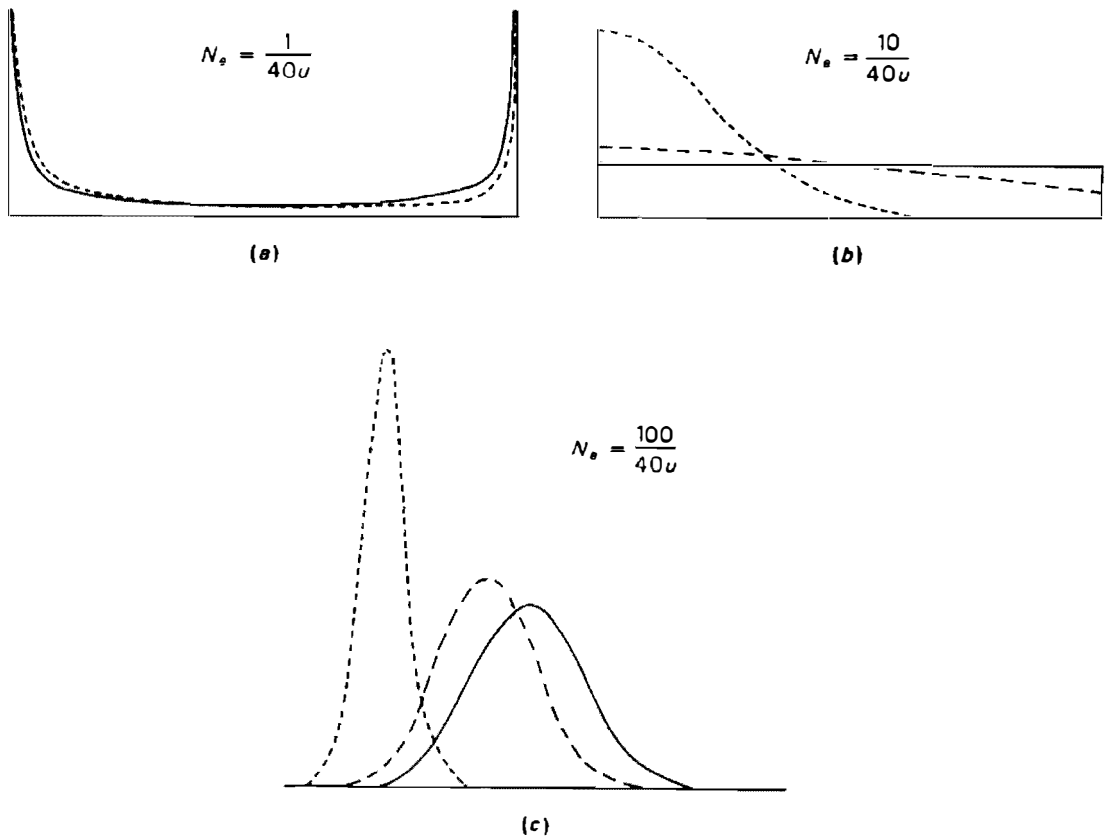 N_e = 1/40u
(a)
N_e = 10/40u
(b)
N_e = 100/40u
(c)